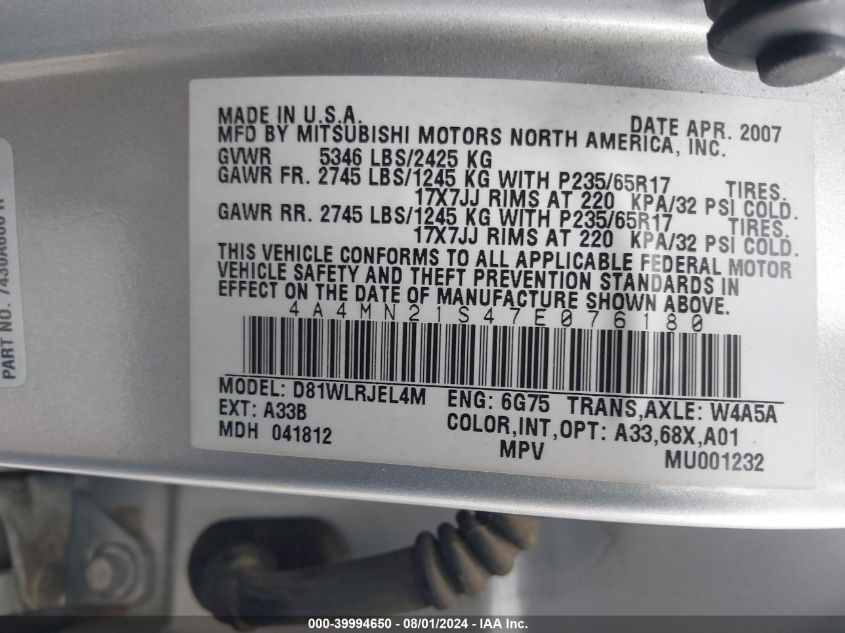 MADE IN U.S.A. DATE APR. 2007
MFD BY MITSUBISHI MOTORS NORTH AMERICA, INC.
GVWR 5346 LBS/2425 KG
GAWR FR. 2745 LBS/1245 KG WITH P235/65R17 TIRES.
17X7JJ RIMS AT 220 KPA/32 PSI COLD.
GAWR RR. 2745 LBS/1245 KG WITH P235/65R17 TIRES.
17X7JJ RIMS AT 220 KPA/32 PSI COLD.
THIS VEHICLE CONFORMS TO ALL APPLICABLE FEDERAL MOTOR
VEHICLE SAFETY AND THEFT PREVENTION STANDARDS IN
EFFECT ON THE DATE OF MANUFACTURE SHOWN ABOVE.
4A4MN21S47E076180
MODEL: D81WLRJEL4M ENG: 6G75 TRANS,AXLE: W4A5A
EXT: A33B COLOR,INT,OPT: A33,68X,A01
MDH 041812 MPV MU001232
PART NO.
000-39994650 - 08/01/2024 - IAAI.com